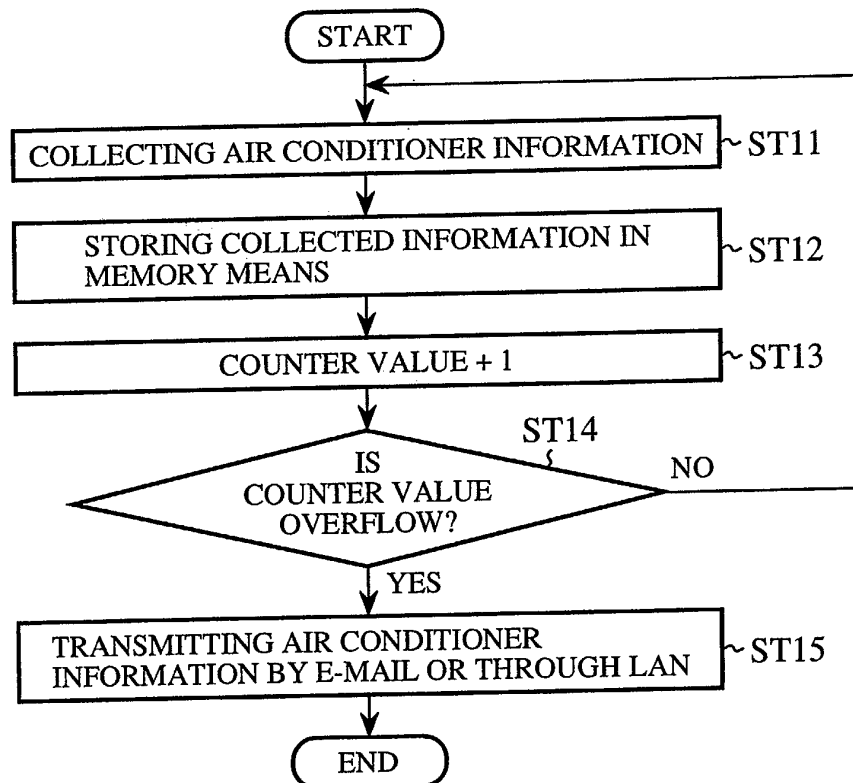 START
COLLECTING AIR CONDITIONER INFORMATION
ST11
STORING COLLECTED INFORMATION IN
MEMORY MEANS
ST12
COUNTER VALUE + 1
ST13
ST14
IS
COUNTER VALUE
OVERFLOW?
NO
YES
TRANSMITTING AIR CONDITIONER
INFORMATION BY E-MAIL OR THROUGH LAN
ST15
END